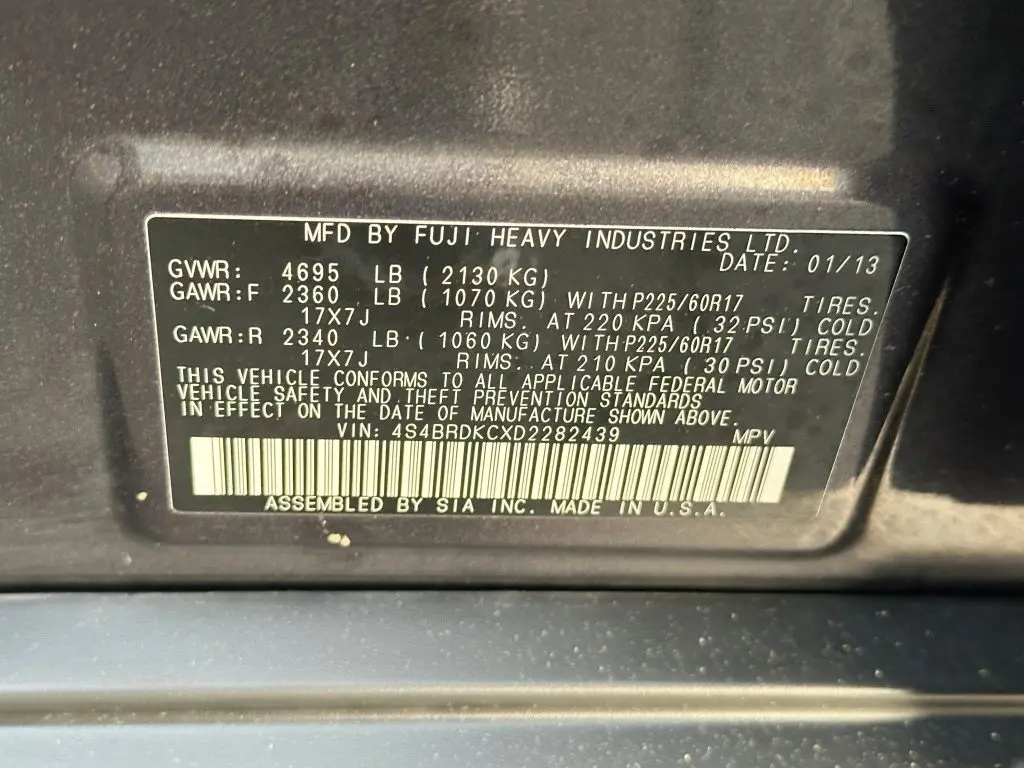 MFD BY FUJI HEAVY INDUSTRIES LTD.
DATE: 01/13
GVWR: 4695 LB (2130 KG)
GAWR:F 2360 LB (1070 KG) WITH P225/60R17 TIRES.
17X7J RIMS. AT 220 KPA (32 PSI) COLD
GAWR:R 2340 LB (1060 KG) WITH P225/60R17 TIRES.
17X7J RIMS. AT 210 KPA (30 PSI) COLD
THIS VEHICLE CONFORMS TO ALL APPLICABLE FEDERAL MOTOR
VEHICLE SAFETY AND THEFT PREVENTION STANDARDS
IN EFFECT ON THE DATE OF MANUFACTURE SHOWN ABOVE.
VIN: 4S4BRDKCXD2282439 MPV
ASSEMBLED BY SIA INC. MADE IN U.S.A.